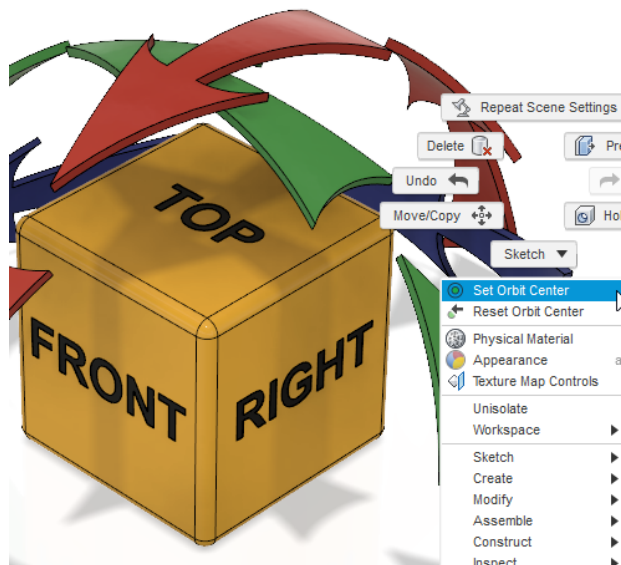 Repeat Scene Settings
Delete
Undo
Move/Copy
Sketch
TOP
FRONT
RIGHT
Set Orbit Center
Reset Orbit Center
Physical Material
Appearance a
Texture Map Controls
Unisolate
Workspace
Sketch
Create
Modify
Assemble
Construct
Inspect